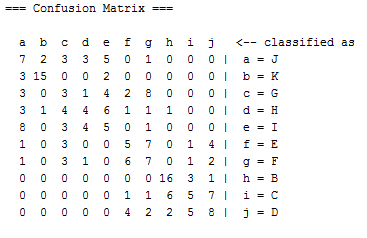 === Confusion Matrix ===
a b c d e f g h i j <-- classified as
7 2 3 3 5 0 1 0 0 0 | a = J
3 15 0 0 2 0 0 0 0 0 | b = K
3 0 3 1 4 2 8 0 0 0 | c = G
3 1 4 4 6 1 1 1 0 0 | d = H
8 0 3 4 5 0 1 0 0 0 | e = I
1 0 3 0 0 5 7 0 1 4 | f = E
1 0 3 1 0 6 7 0 1 2 | g = F
0 0 0 0 0 0 0 16 3 1 | h = B
0 0 0 0 0 1 1 6 5 7 | i = C
0 0 0 0 0 4 2 2 5 8 | j = D